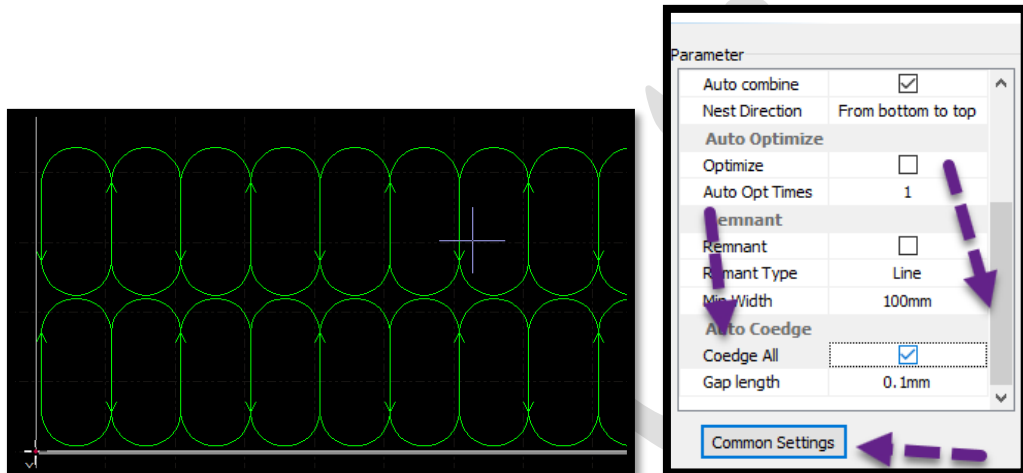 Parameter
Auto combine
Nest Direction From bottom to top
Auto Optimize
Optimize
Auto Opt Times 1
Remnant
Remnant
Remant Type Line
Min Width 100mm
Auto Coedge
Coedge All
Gap length 0.1mm
Common Settings